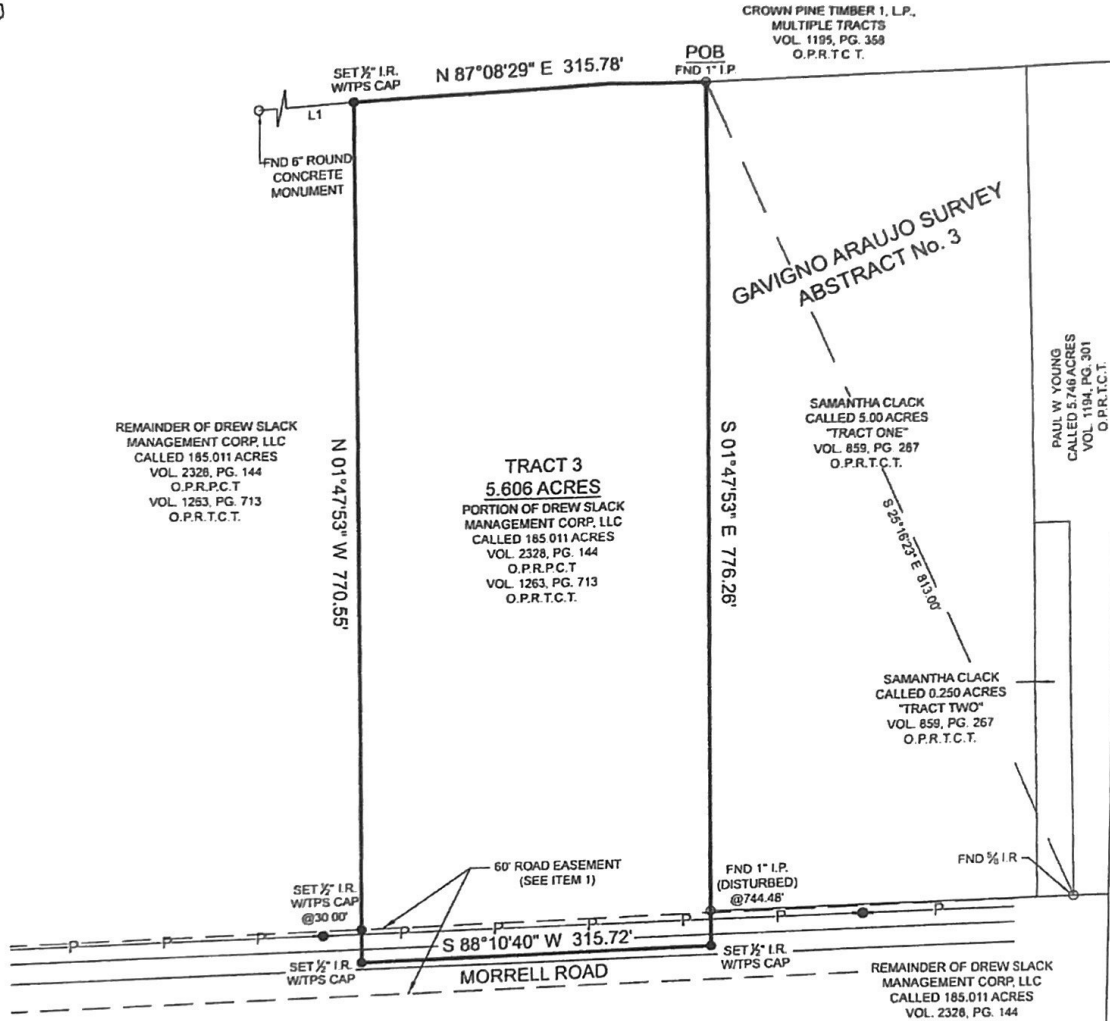 CROWN PINE TIMBER 1, L.P.,
MULTIPLE TRACTS
VOL. 1195, PG. 358
O.P.R.T.C T.
POB
FND 1" I.P.
SET ½" I.R.
W/TPS CAP
N 87°08'29" E 315.78'
L1
FND 6" ROUND
CONCRETE
MONUMENT
GAVIGNO ARAUJO SURVEY
ABSTRACT No. 3
PAUL W. YOUNG
CALLED 5.746 ACRES
VOL. 1194, PG. 301
O.P.R.T.C.T.
SAMANTHA CLACK
CALLED 5.00 ACRES
"TRACT ONE"
VOL. 859, PG. 267
O.P.R.T.C.T.
REMAINDER OF DREW SLACK
MANAGEMENT CORP, LLC
CALLED 185.011 ACRES
VOL. 2328, PG. 144
O.P.R.P.C.T
VOL. 1263, PG. 713
O.P.R.T.C.T.
N 01°47'53" W 770.55'
TRACT 3
5.606 ACRES
PORTION OF DREW SLACK
MANAGEMENT CORP, LLC
CALLED 185.011 ACRES
VOL. 2328, PG. 144
O.P.R.P.C.T
VOL. 1263, PG. 713
O.P.R.T.C.T.
S 01°47'53" E 776.26'
S 25°16'23" E 813.00'
SAMANTHA CLACK
CALLED 0.250 ACRES
"TRACT TWO"
VOL. 859, PG. 267
O.P.R.T.C.T.
60' ROAD EASEMENT
(SEE ITEM 1)
FND 1" I.P.
(DISTURBED)
@744.48'
FND ⅝ I.R
SET ½" I.R.
W/TPS CAP
@30.00'
P P P P P P P P P
S 88°10'40" W 315.72'
SET ½" I.R.
W/TPS CAP
MORRELL ROAD
SET ½" I.R.
W/TPS CAP
REMAINDER OF DREW SLACK
MANAGEMENT CORP, LLC
CALLED 185.011 ACRES
VOL. 2328, PG. 144